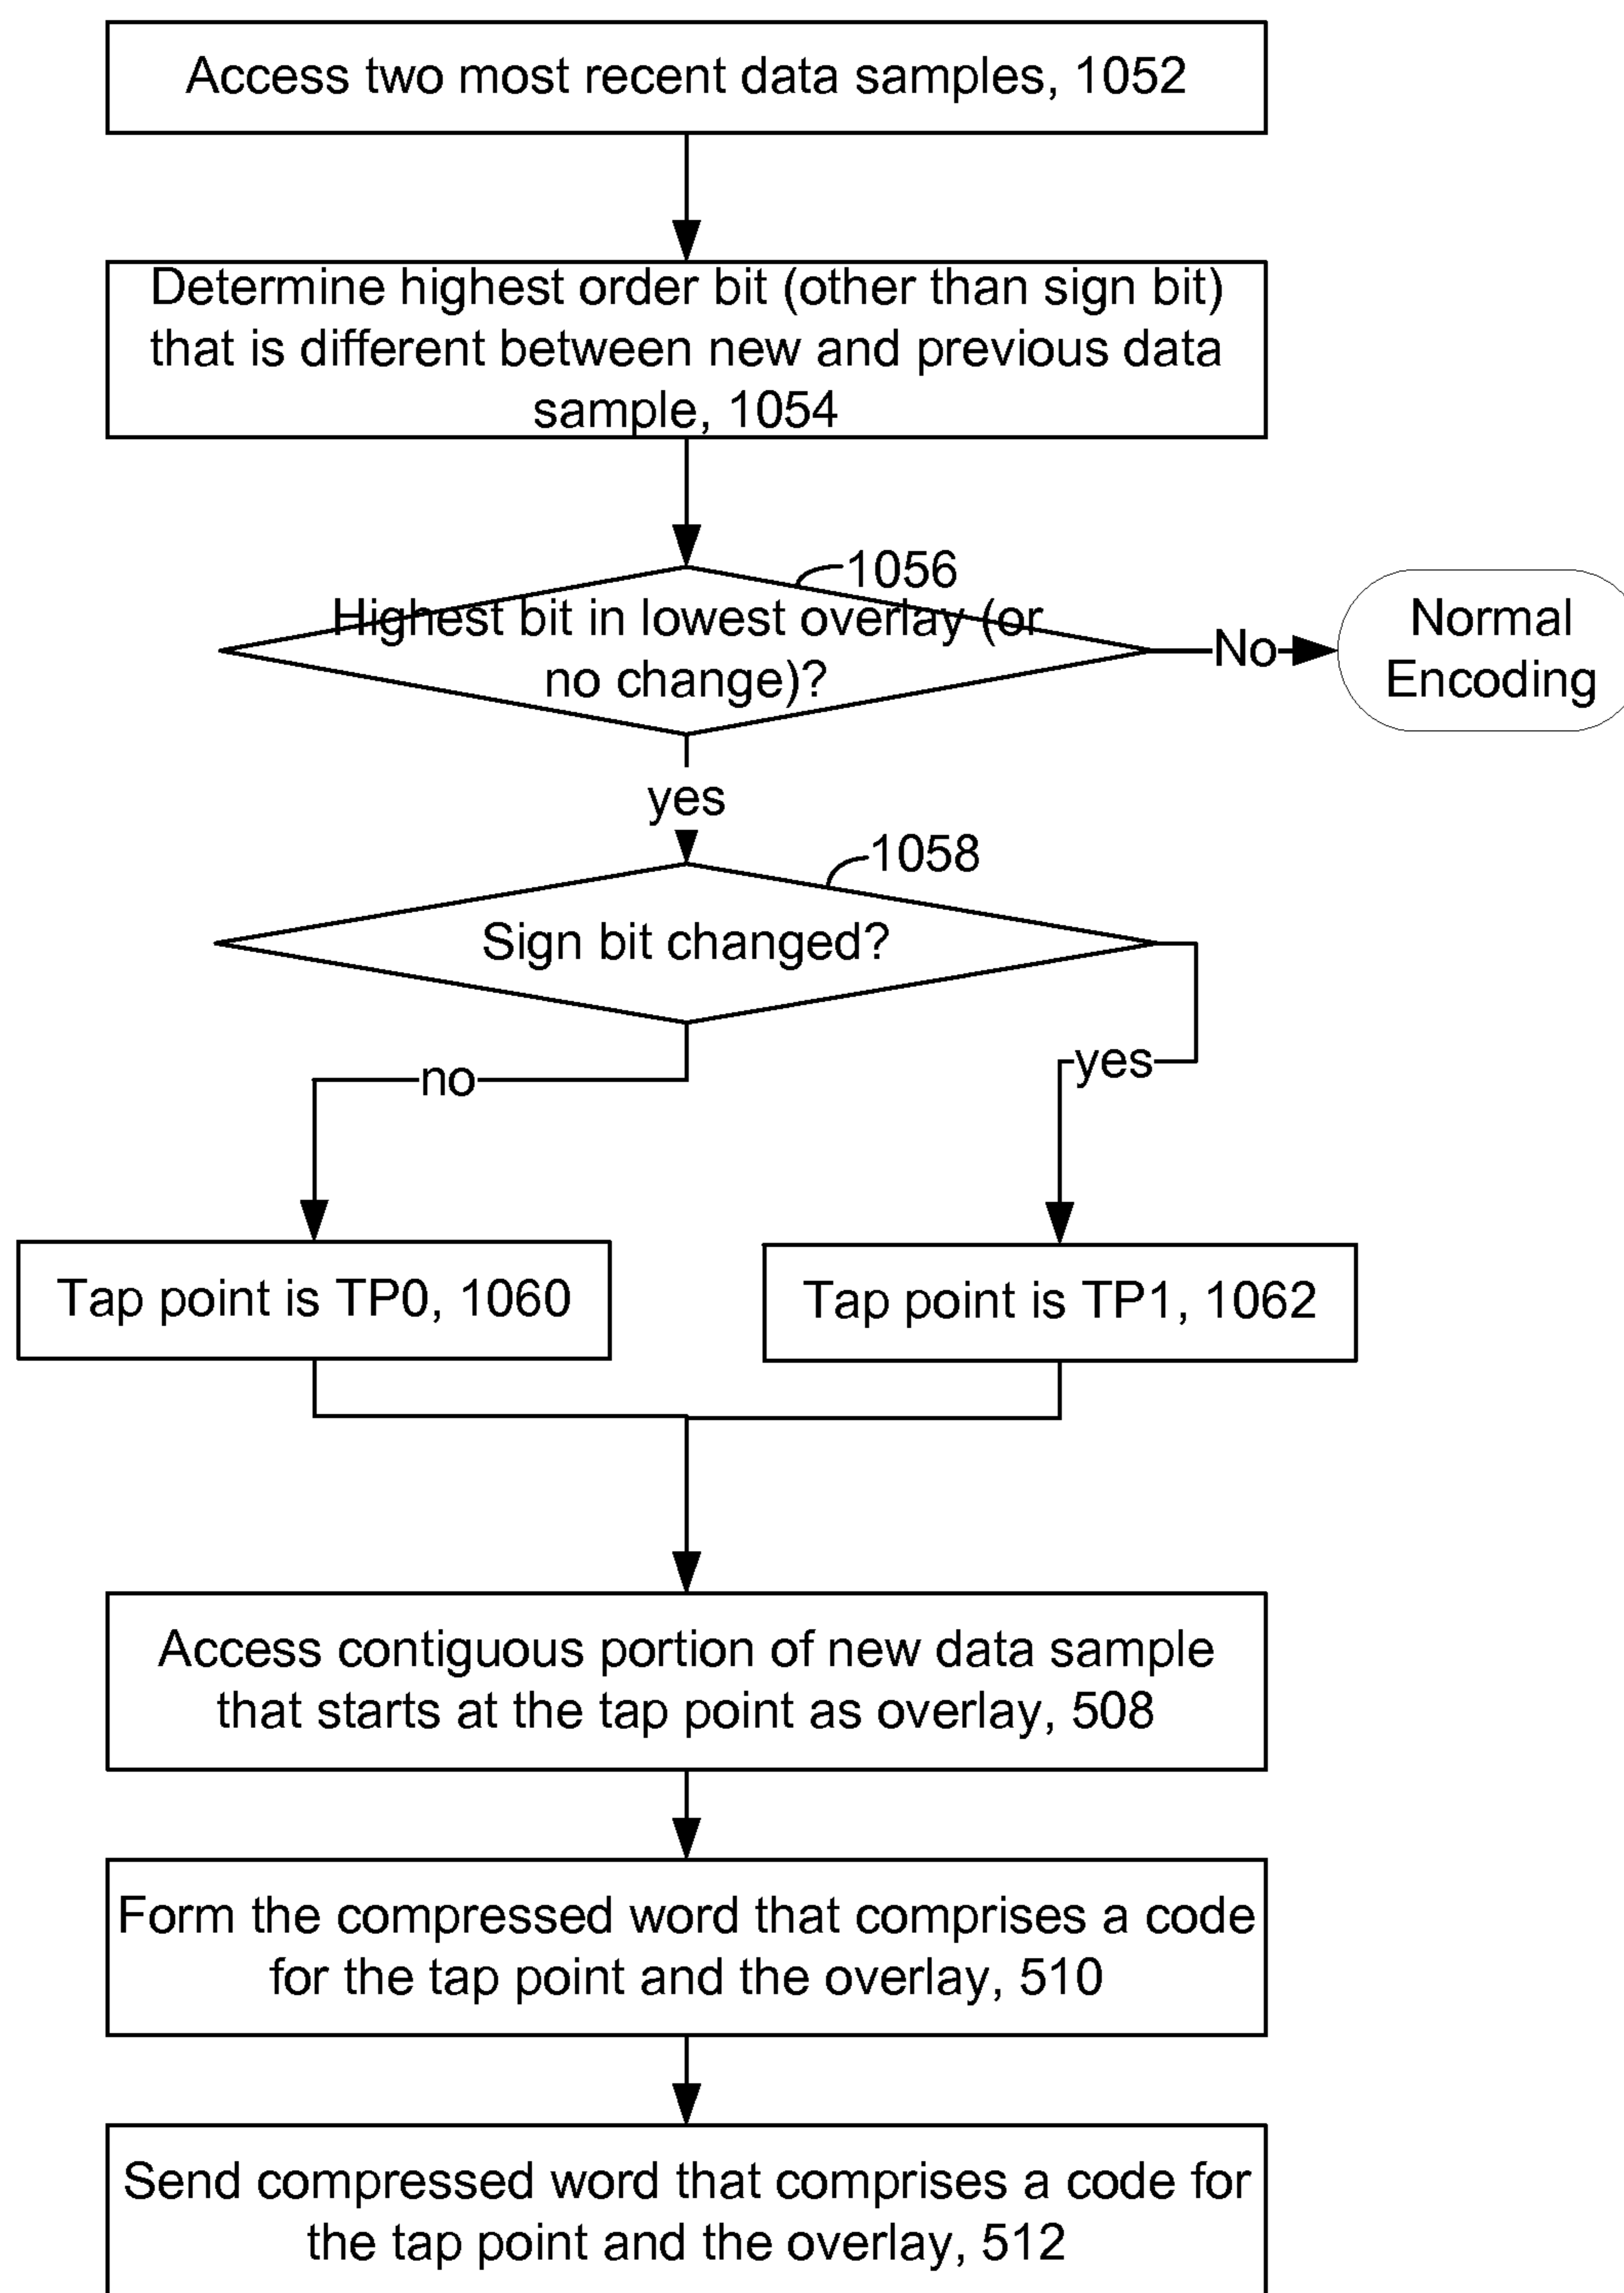 Access two most recent data samples, 1052
Determine highest order bit (other than sign bit)
that is different between new and previous data
sample, 1054
1056
Highest bit in lowest overlay (or
no change)?
No
Normal
Encoding
yes
1058
Sign bit changed?
no
yes
Tap point is TP0, 1060
Tap point is TP1, 1062
Access contiguous portion of new data sample
that starts at the tap point as overlay, 508
Form the compressed word that comprises a code
for the tap point and the overlay, 510
Send compressed word that comprises a code for
the tap point and the overlay, 512